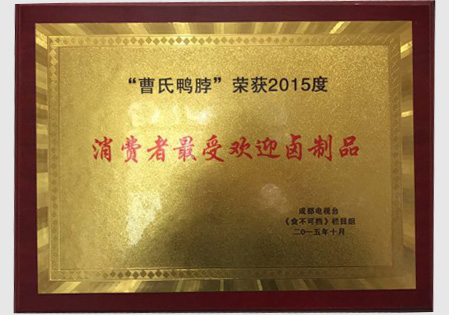 “曹氏鸭脖”荣获2015度
消费者最受欢迎卤制品
成都电视台
《食不可挡》栏目组
二〇一五年十月